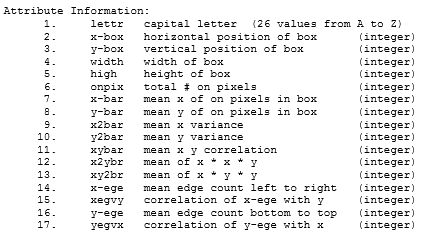 Attribute Information:
1. lettr capital letter (26 values from A to Z)
2. x-box horizontal position of box (integer)
3. y-box vertical position of box (integer)
4. width width of box (integer)
5. high height of box (integer)
6. onpix total # on pixels (integer)
7. x-bar mean x of on pixels in box (integer)
8. y-bar mean y of on pixels in box (integer)
9. x2bar mean x variance (integer)
10. y2bar mean y variance (integer)
11. xybar mean x y correlation (integer)
12. x2ybr mean of x * x * y (integer)
13. xy2br mean of x * y * y (integer)
14. x-ege mean edge count left to right (integer)
15. xegvy correlation of x-ege with y (integer)
16. y-ege mean edge count bottom to top (integer)
17. yegvx correlation of y-ege with x (integer)